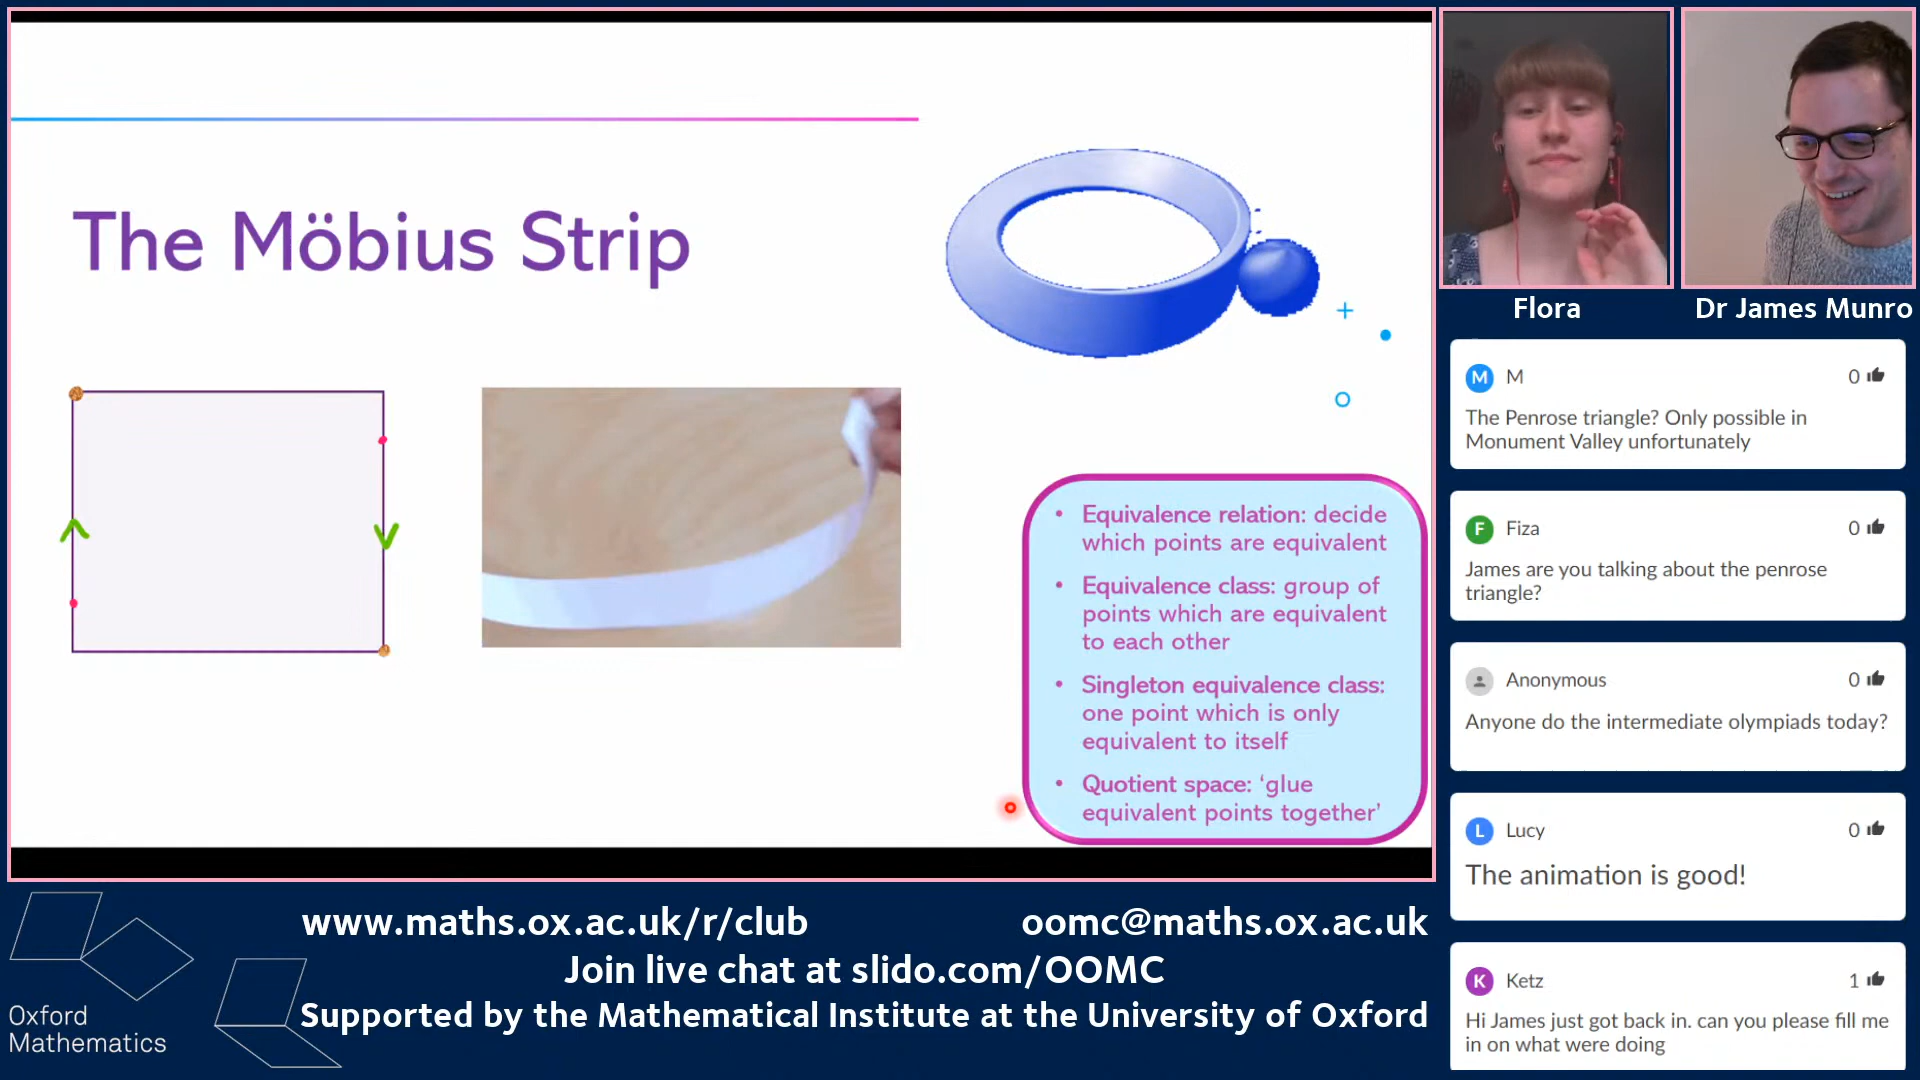 The Möbius Strip
• Equivalence relation: decide
which points are equivalent
• Equivalence class: group of
points which are equivalent
to each other
• Singleton equivalence class:
one point which is only
equivalent to itself
• Quotient space: ‘glue
equivalent points together’
Flora
Dr James Munro
M M 0
The Penrose triangle? Only possible in
Monument Valley unfortunately
F Fiza 0
James are you talking about the penrose
triangle?
Anonymous 0
Anyone do the intermediate olympiads today?
L Lucy 0
The animation is good!
K Ketz 1
Hi James just got back in. can you please fill me
in on what were doing
www.maths.ox.ac.uk/r/club
oomc@maths.ox.ac.uk
Join live chat at slido.com/OOMC
Supported by the Mathematical Institute at the University of Oxford
Oxford
Mathematics